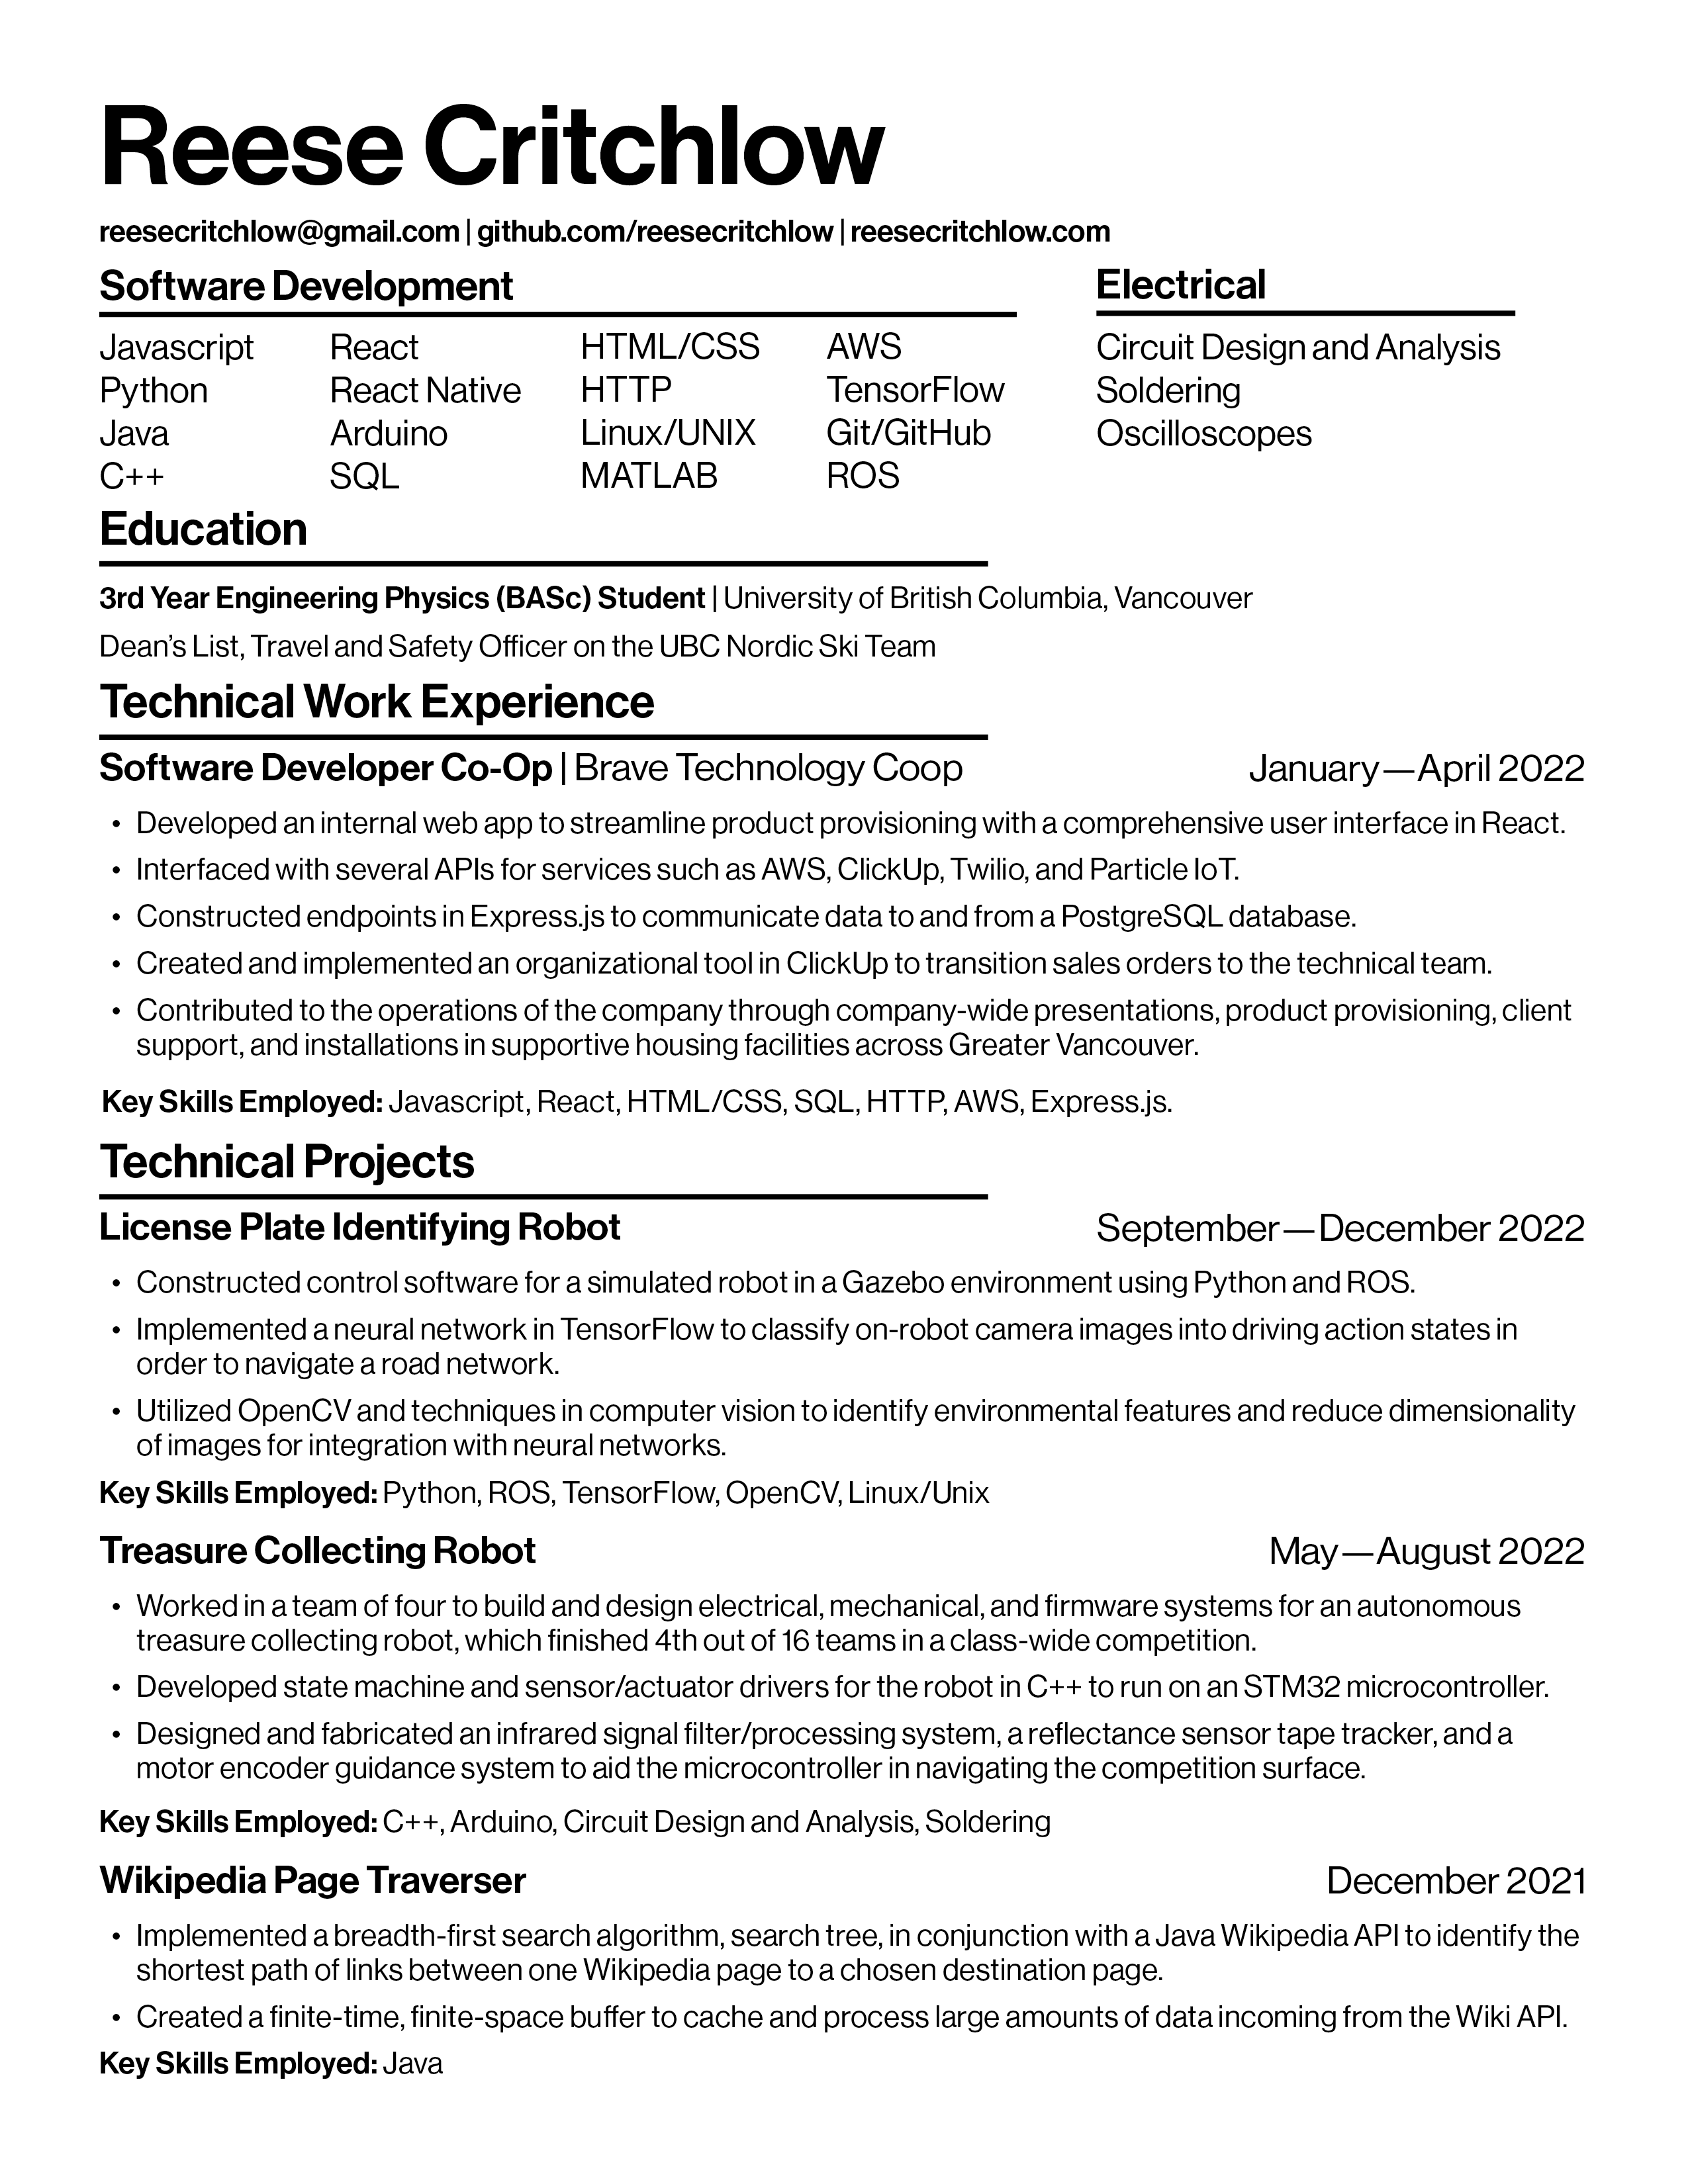 Reese Critchlow
reesecritchlow@gmail.com | github.com/reesecritchlow | reesecritchlow.com
Software Development
Javascript React HTML/CSS AWS
Python React Native HTTP TensorFlow
Java Arduino Linux/UNIX Git/GitHub
C++ SQL MATLAB ROS
Electrical
Circuit Design and Analysis
Soldering
Oscilloscopes
Education
3rd Year Engineering Physics (BASc) Student | University of British Columbia, Vancouver
Dean’s List, Travel and Safety Officer on the UBC Nordic Ski Team
Technical Work Experience
Software Developer Co-Op | Brave Technology Coop January—April 2022
• Developed an internal web app to streamline product provisioning with a comprehensive user interface in React.
• Interfaced with several APIs for services such as AWS, ClickUp, Twilio, and Particle IoT.
• Constructed endpoints in Express.js to communicate data to and from a PostgreSQL database.
• Created and implemented an organizational tool in ClickUp to transition sales orders to the technical team.
• Contributed to the operations of the company through company-wide presentations, product provisioning, client
support, and installations in supportive housing facilities across Greater Vancouver.
Key Skills Employed: Javascript, React, HTML/CSS, SQL, HTTP, AWS, Express.js.
Technical Projects
License Plate Identifying Robot September—December 2022
• Constructed control software for a simulated robot in a Gazebo environment using Python and ROS.
• Implemented a neural network in TensorFlow to classify on-robot camera images into driving action states in
order to navigate a road network.
• Utilized OpenCV and techniques in computer vision to identify environmental features and reduce dimensionality
of images for integration with neural networks.
Key Skills Employed: Python, ROS, TensorFlow, OpenCV, Linux/Unix
Treasure Collecting Robot May—August 2022
• Worked in a team of four to build and design electrical, mechanical, and firmware systems for an autonomous
treasure collecting robot, which finished 4th out of 16 teams in a class-wide competition.
• Developed state machine and sensor/actuator drivers for the robot in C++ to run on an STM32 microcontroller.
• Designed and fabricated an infrared signal filter/processing system, a reflectance sensor tape tracker, and a
motor encoder guidance system to aid the microcontroller in navigating the competition surface.
Key Skills Employed: C++, Arduino, Circuit Design and Analysis, Soldering
Wikipedia Page Traverser December 2021
• Implemented a breadth-first search algorithm, search tree, in conjunction with a Java Wikipedia API to identify the
shortest path of links between one Wikipedia page to a chosen destination page.
• Created a finite-time, finite-space buffer to cache and process large amounts of data incoming from the Wiki API.
Key Skills Employed: Java